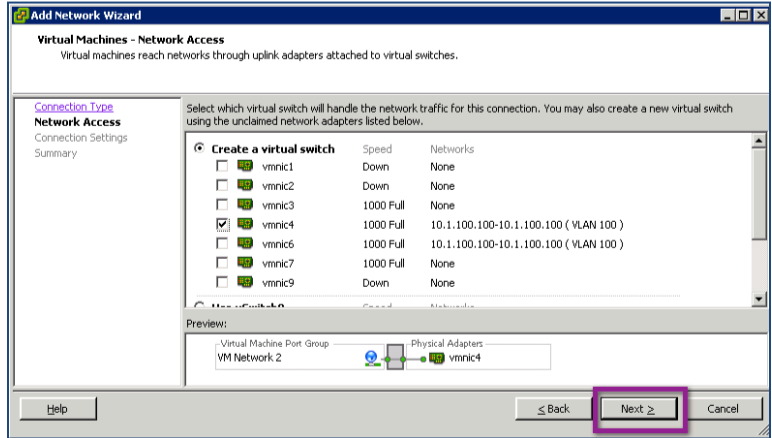 Add Network Wizard
Virtual Machines - Network Access
Virtual machines reach networks through uplink adapters attached to virtual switches.
Connection Type
Network Access
Connection Settings
Summary
Select which virtual switch will handle the network traffic for this connection. You may also create a new virtual switch
using the unclaimed network adapters listed below.
Create a virtual switch Speed Networks
vmnic1 Down None
vmnic2 Down None
vmnic3 1000 Full None
vmnic4 1000 Full 10.1.100.100-10.1.100.100 ( VLAN 100 )
vmnic6 1000 Full 10.1.100.100-10.1.100.100 ( VLAN 100 )
vmnic7 1000 Full None
vmnic9 Down None
Use vSwitch0 Speed Networks
Preview:
Virtual Machine Port Group Physical Adapters
VM Network 2 vmnic4
Help < Back Next > Cancel